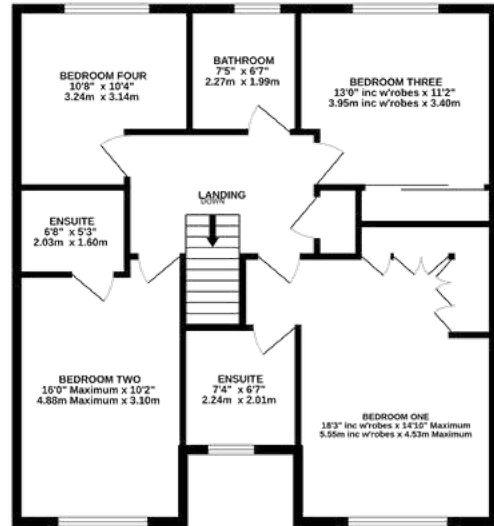 BEDROOM FOUR
10'8" x 10'4"
3.24m x 3.14m
BATHROOM
7'5" x 6'7"
2.27m x 1.99m
BEDROOM THREE
13'0" inc w'robes x 11'2"
3.95m inc w'robes x 3.40m
LANDING
DOWN
ENSUITE
6'8" x 5'3"
2.03m x 1.60m
BEDROOM TWO
16'0" Maximum x 10'2"
4.88m Maximum x 3.10m
ENSUITE
7'4" x 6'7"
2.24m x 2.01m
BEDROOM ONE
18'3" inc w'robes x 14'10" Maximum
5.55m inc w'robes x 4.53m Maximum